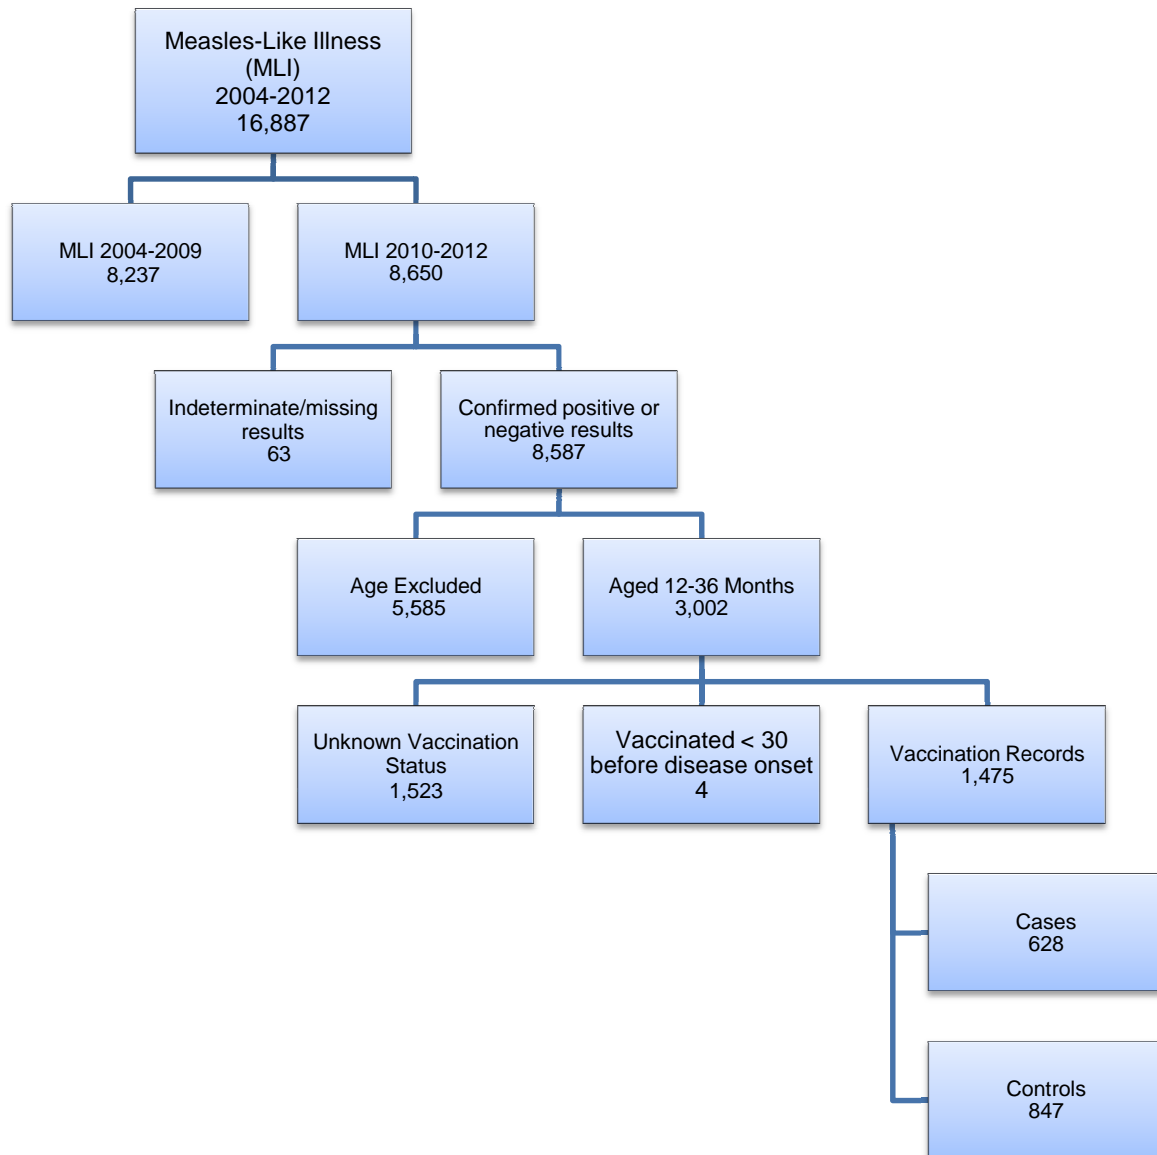 Measles-Like Illness
(MLI)
2004-2012
16,887
MLI 2004-2009
8,237
MLI 2010-2012
8,650
Indeterminate/missing
results
63
Confirmed positive or
negative results
8,587
Age Excluded
5,585
Aged 12-36 Months
3,002
Unknown Vaccination
Status
1,523
Vaccinated < 30
before disease onset
4
Vaccination Records
1,475
Cases
628
Controls
847